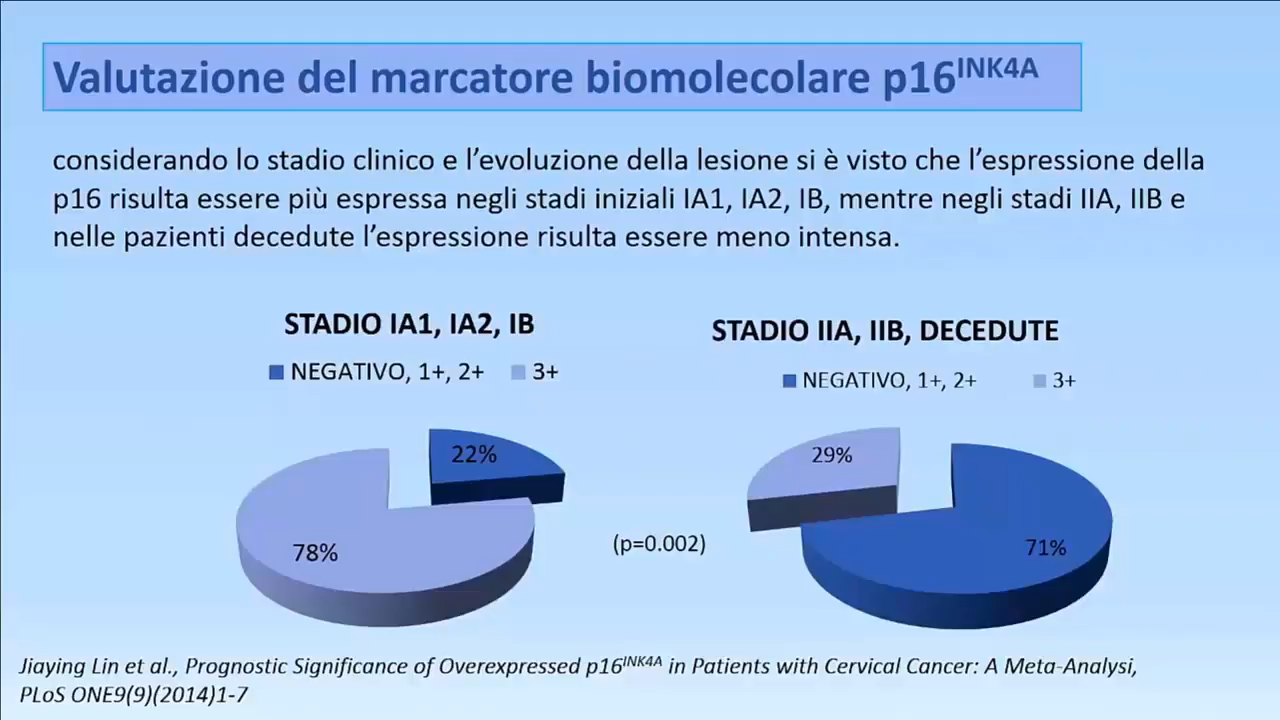 Valutazione del marcatore biomolecolare p16INK4A
considerando lo stadio clinico e l’evoluzione della lesione si è visto che l’espressione della
p16 risulta essere più espressa negli stadi iniziali IA1, IA2, IB, mentre negli stadi IIA, IIB e
nelle pazienti decedute l’espressione risulta essere meno intensa.
STADIO IA1, IA2, IB
NEGATIVO, 1+, 2+ 3+
22%
78%
(p=0.002)
STADIO IIA, IIB, DECEDUTE
NEGATIVO, 1+, 2+ 3+
29%
71%
Jiaying Lin et al., Prognostic Significance of Overexpressed p16INK4A in Patients with Cervical Cancer: A Meta-Analysi,
PLoS ONE9(9)(2014)1-7